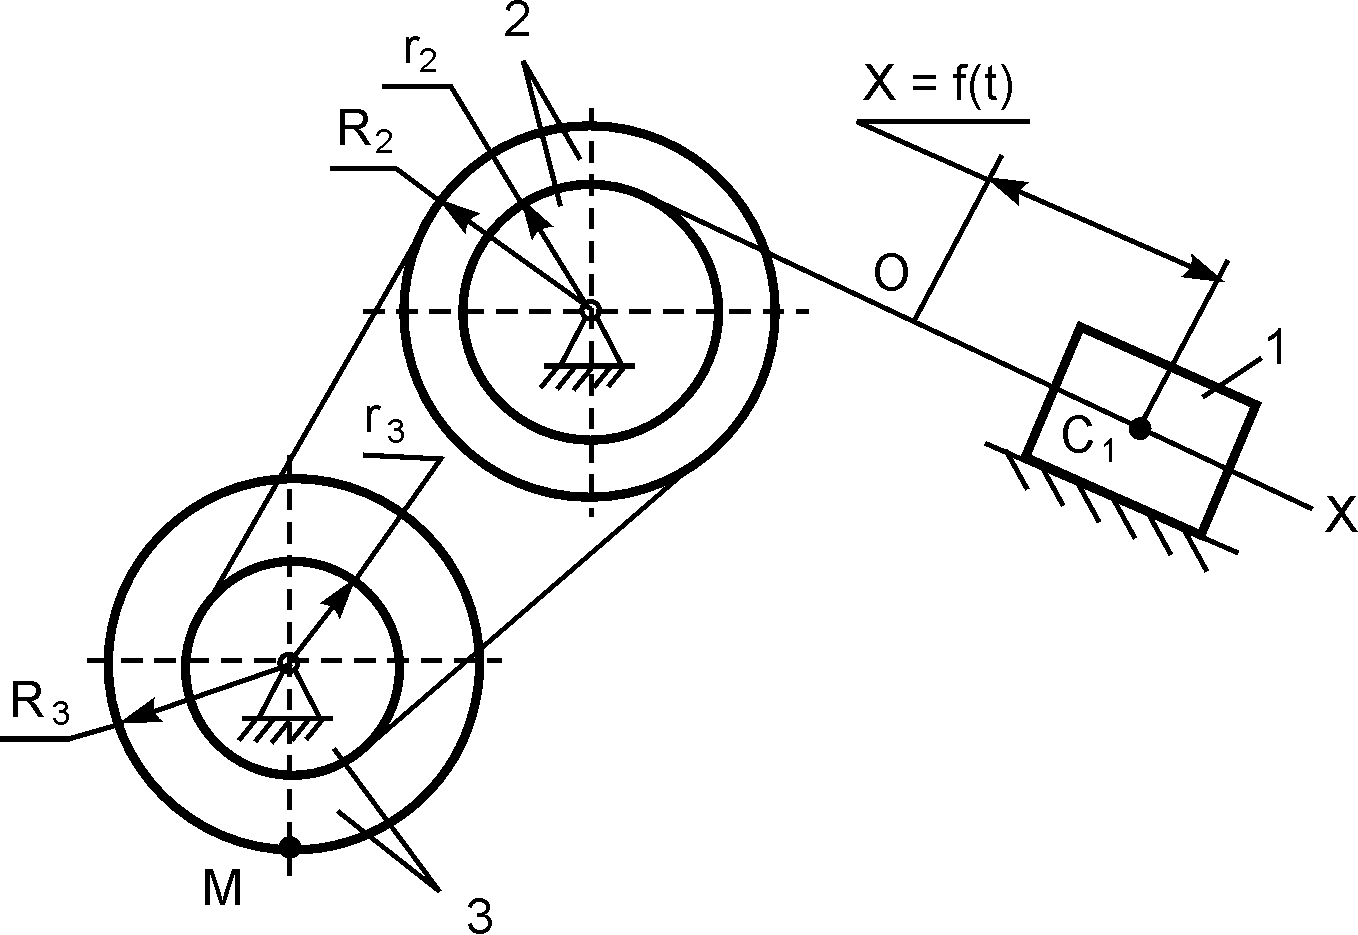 2
r₂
X = f(t)
R₂
O
1
r₃
C₁
X
R₃
M
3